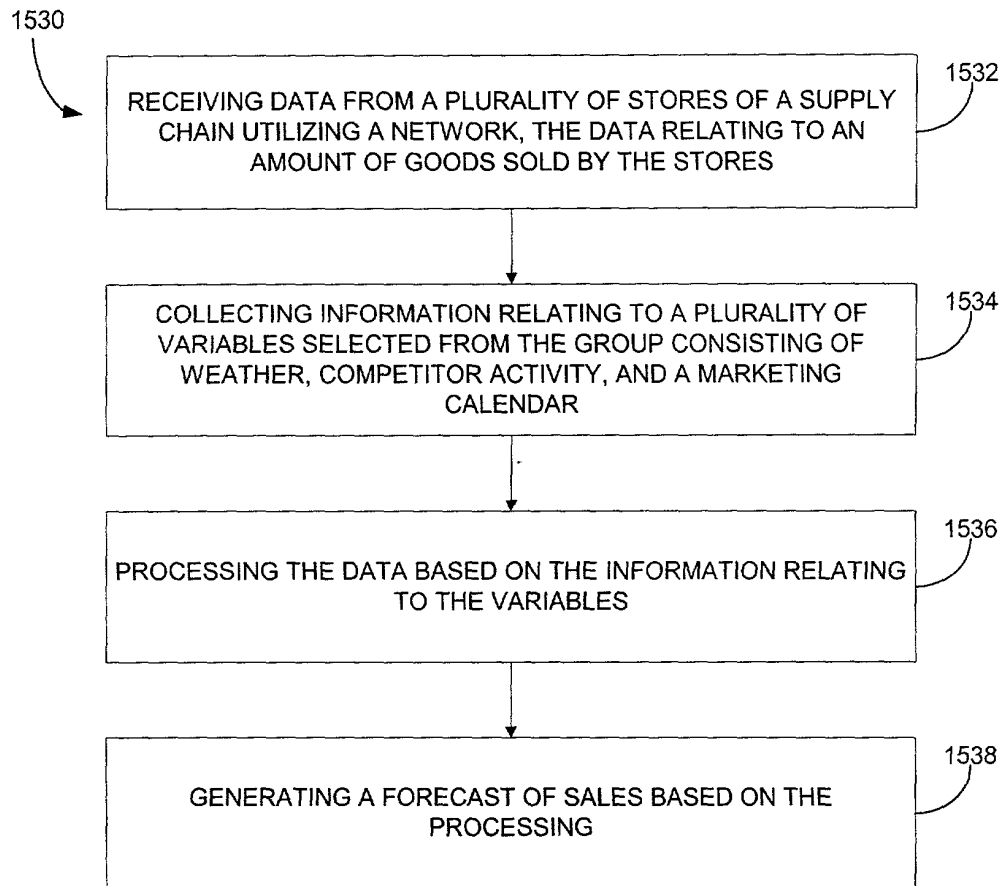 1530
1532
RECEIVING DATA FROM A PLURALITY OF STORES OF A SUPPLY
CHAIN UTILIZING A NETWORK, THE DATA RELATING TO AN
AMOUNT OF GOODS SOLD BY THE STORES
1534
COLLECTING INFORMATION RELATING TO A PLURALITY OF
VARIABLES SELECTED FROM THE GROUP CONSISTING OF
WEATHER, COMPETITOR ACTIVITY, AND A MARKETING
CALENDAR
1536
PROCESSING THE DATA BASED ON THE INFORMATION RELATING
TO THE VARIABLES
1538
GENERATING A FORECAST OF SALES BASED ON THE
PROCESSING